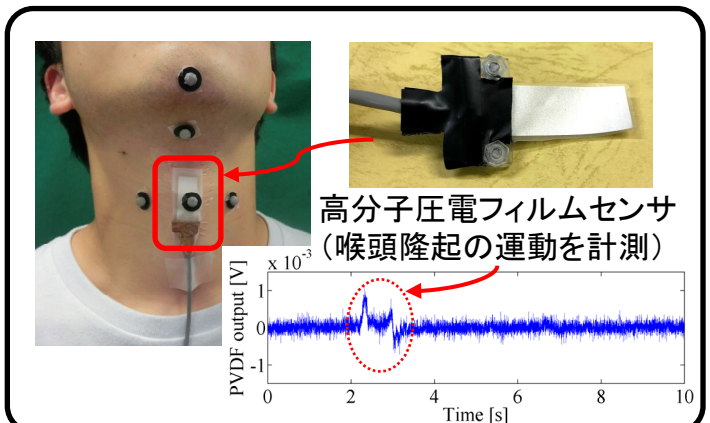 高分子圧電フィルムセンサ
（喉頭隆起の運動を計測）
x 10-3
PVDF output [V]
1
0
-1
0 2 4 6 8 10
Time [s]